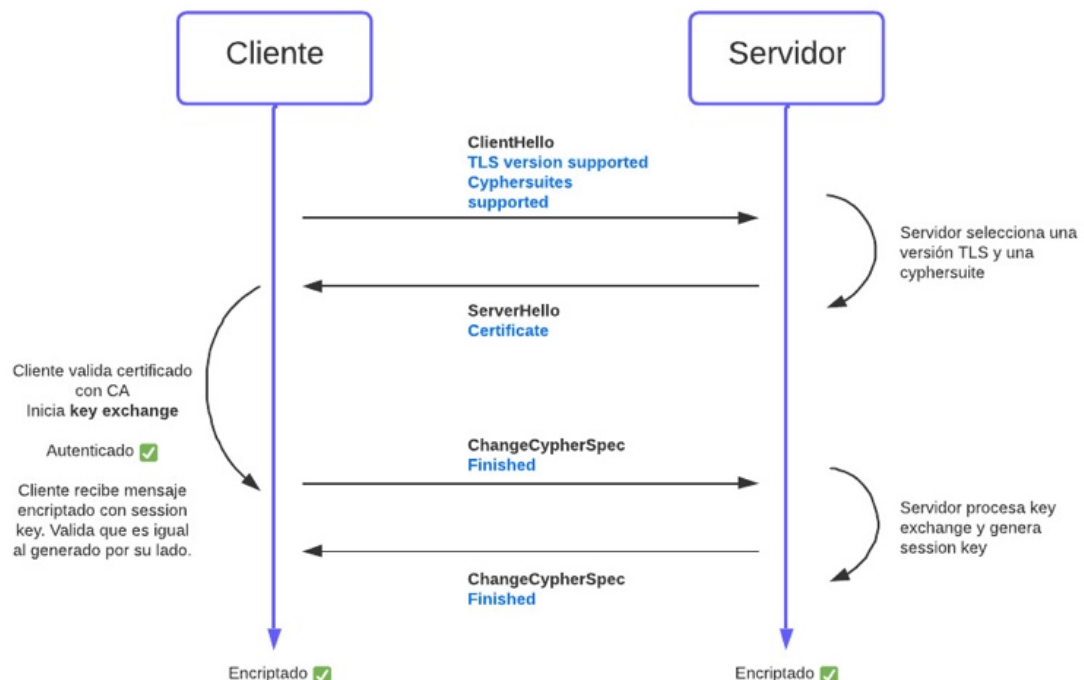 Cliente
Servidor
ClientHello
TLS version supported
Cyphersuites
supported
Servidor selecciona una
versión TLS y una
cyphersuite
ServerHello
Certificate
Cliente valida certificado
con CA
Inicia key exchange
Autenticado ✅
Cliente recibe mensaje
encriptado con session
key. Valida que es igual
al generado por su lado.
ChangeCypherSpec
Finished
Servidor procesa key
exchange y genera
session key
ChangeCypherSpec
Finished
Encriptado ✅
Encriptado ✅